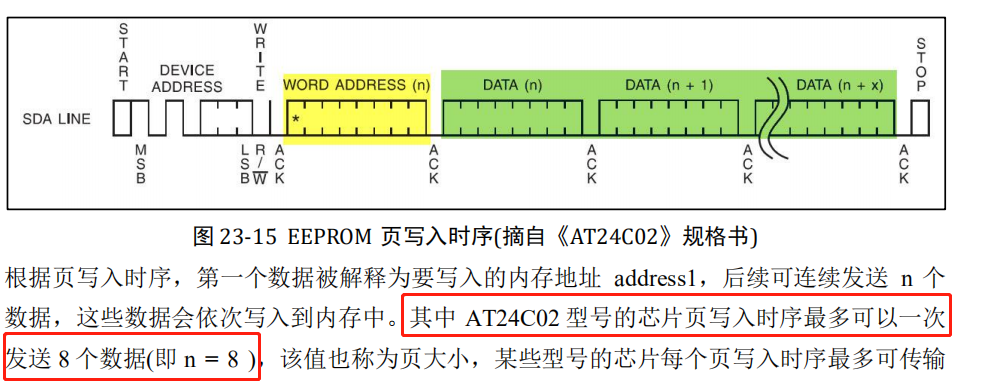 START
DEVICE ADDRESS
WRITE
WORD ADDRESS (n)
DATA (n)
DATA (n + 1)
DATA (n + x)
STOP
SDA LINE
*
MSB
LSB
R/W
ACK
ACK
ACK
ACK
ACK
图 23-15 EEPROM 页写入时序(摘自《AT24C02》规格书)
根据页写入时序，第一个数据被解释为要写入的内存地址 address1，后续可连续发送 n 个
数据，这些数据会依次写入到内存中。其中 AT24C02 型号的芯片页写入时序最多可以一次
发送 8 个数据(即 n = 8 )，该值也称为页大小，某些型号的芯片每个页写入时序最多可传输